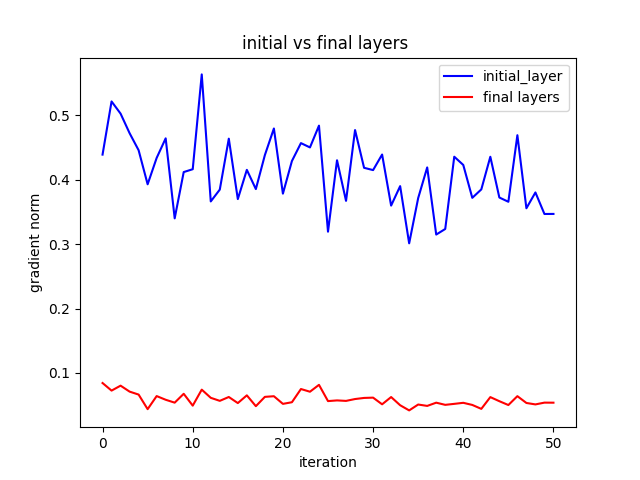 initial vs final layers
initial_layer
final layers
0.5
0.4
0.3
0.2
0.1
gradient norm
0 10 20 30 40 50
iteration